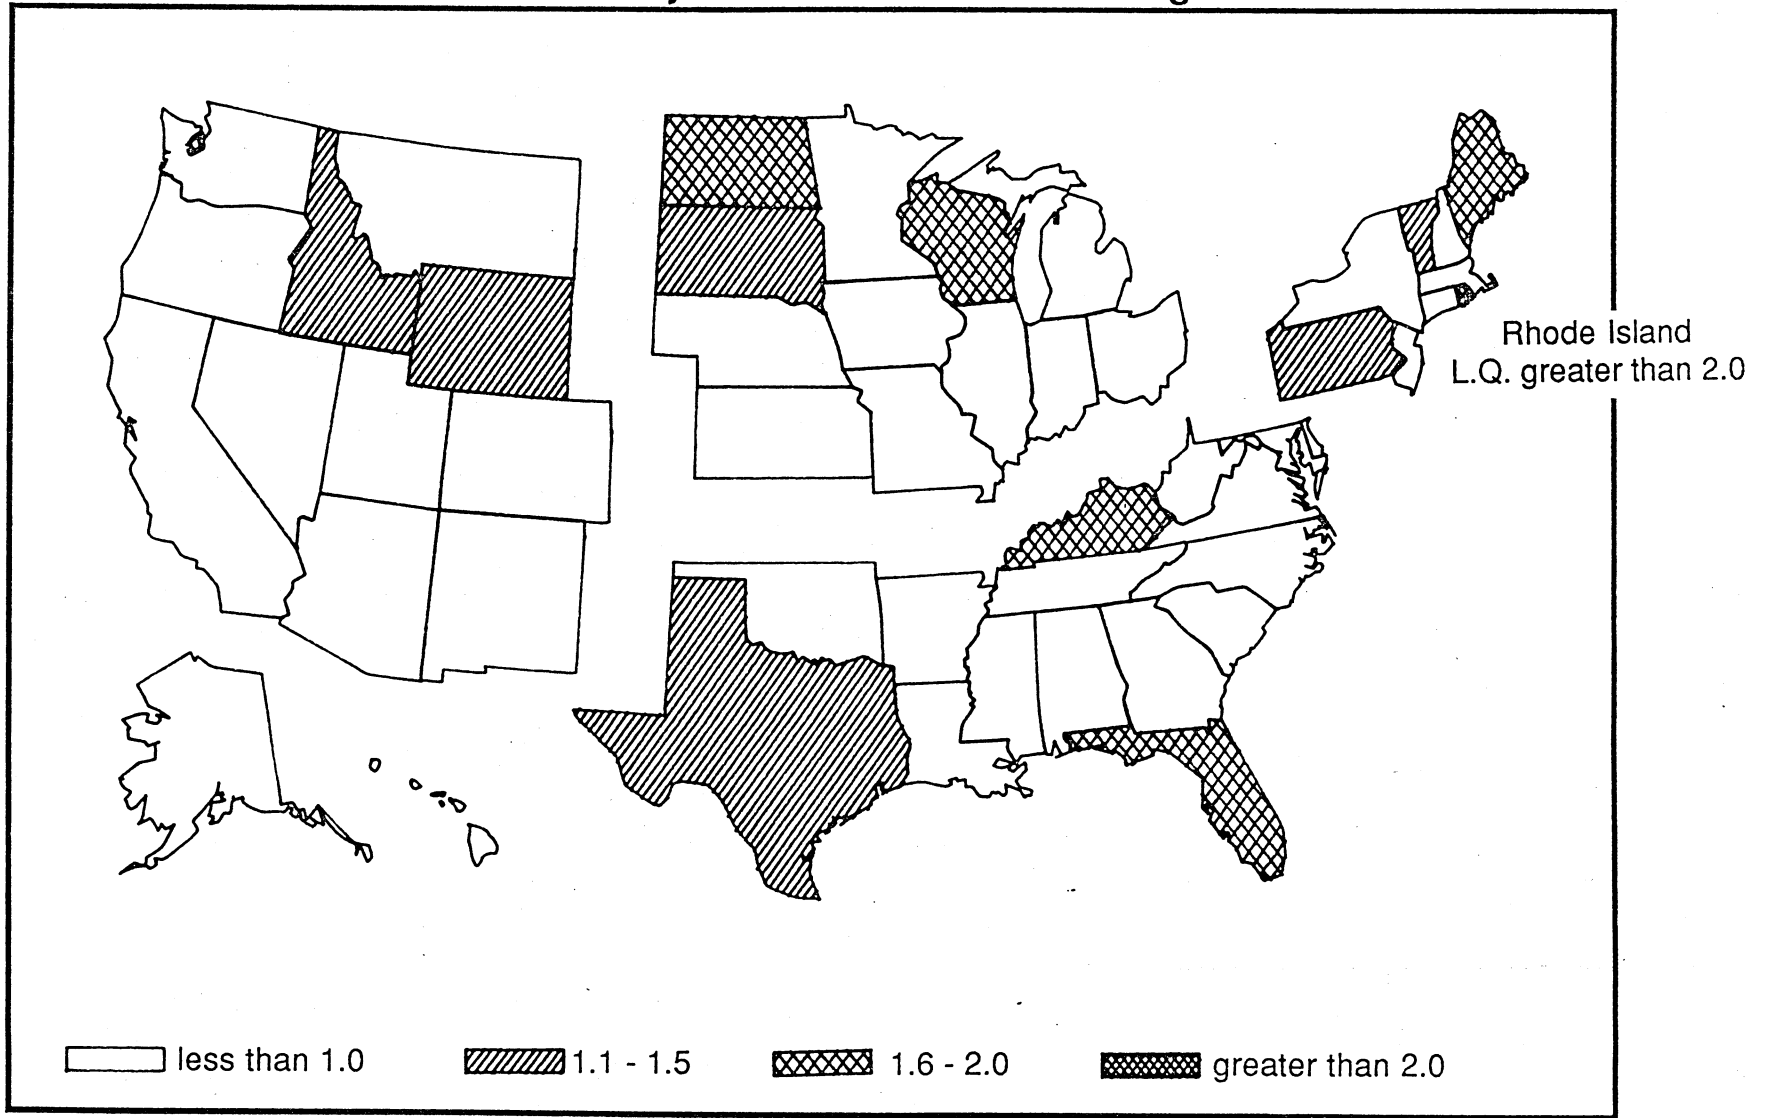 Rhode Island
L.Q. greater than 2.0
less than 1.0
1.1 - 1.5
1.6 - 2.0
greater than 2.0